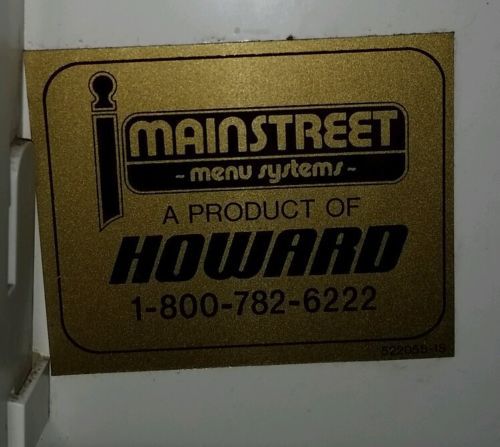 MAINSTREET
~ menu systems ~
A PRODUCT OF
HOWARD
1-800-782-6222